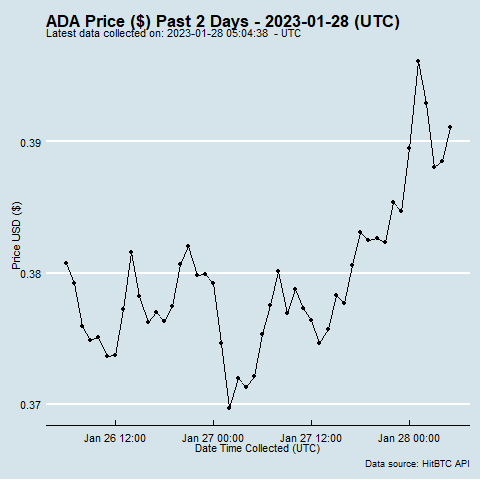 ADA Price ($) Past 2 Days - 2023-01-28 (UTC)
Latest data collected on: 2023-01-28 05:04:38 - UTC
Price USD ($)
0.39
0.38
0.37
Jan 26 12:00
Jan 27 00:00
Jan 27 12:00
Jan 28 00:00
Date Time Collected (UTC)
Data source: HitBTC API